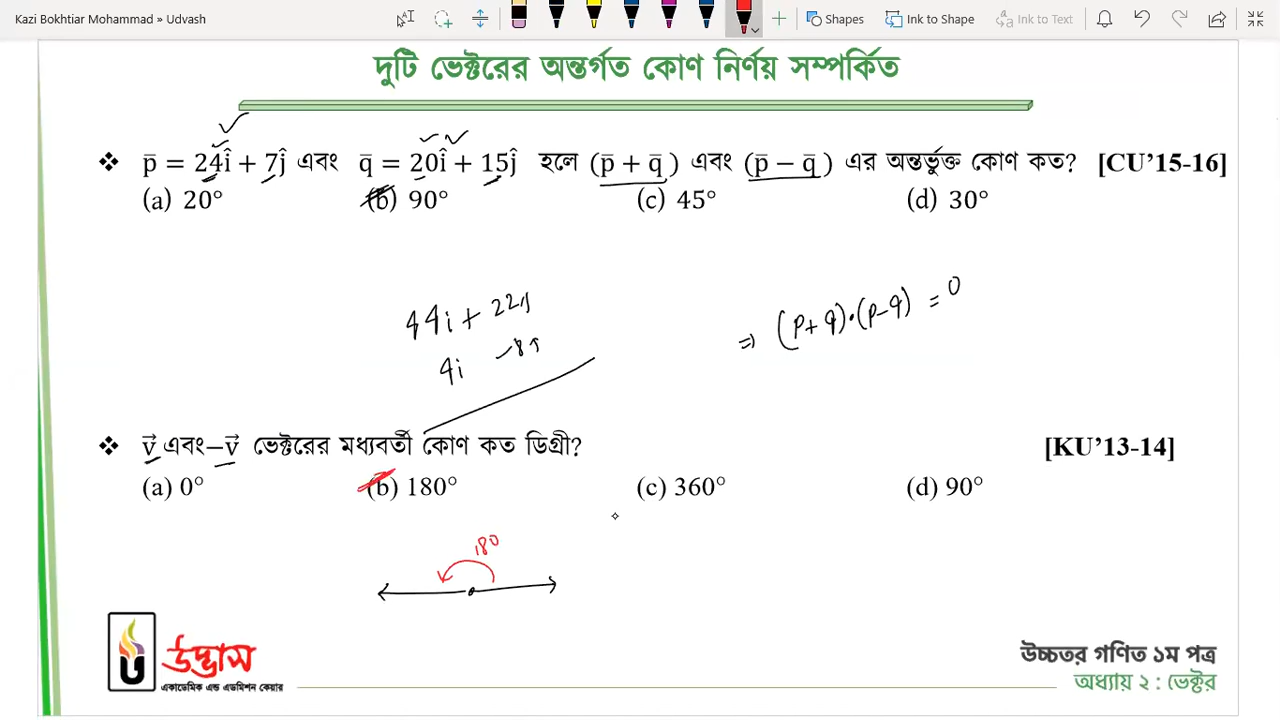 Kazi Bokhtiar Mohammad » Udvash
Shapes Ink to Shape Ink to Text
দুটি ভেক্টরের অন্তর্গত কোণ নির্ণয় সম্পর্কিত
❖ p̅ = 24î + 7ĵ এবং q̅ = 20î + 15ĵ হলে (p̅ + q̅) এবং (p̅ − q̅) এর অন্তর্ভুক্ত কোণ কত? [CU’15-16]
(a) 20° (b) 90° (c) 45° (d) 30°
44i + 22j
4i − 8j
⇒ (p+q)·(p−q) = 0
❖ v⃗ এবং−v⃗ ভেক্টরের মধ্যবর্তী কোণ কত ডিগ্রী? [KU’13-14]
(a) 0° (b) 180° (c) 360° (d) 90°
180
উদ্ভাস
একাডেমিক এন্ড এডমিশন কেয়ার
উচ্চতর গণিত ১ম পত্র
অধ্যায় ২ : ভেক্টর